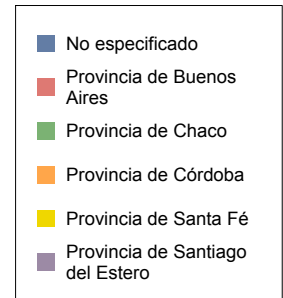 No especificado
Provincia de Buenos
Aires
Provincia de Chaco
Provincia de Córdoba
Provincia de Santa Fé
Provincia de Santiago
del Estero